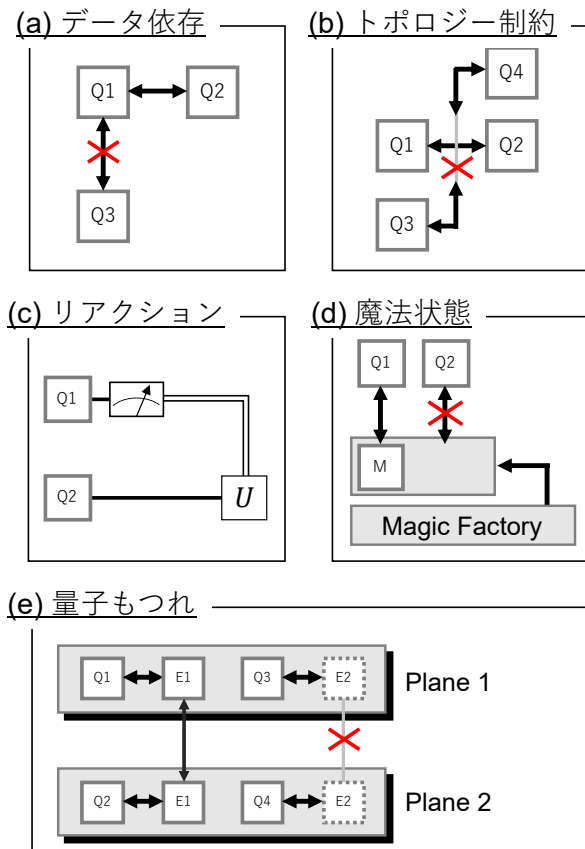 (a) データ依存
Q1
Q2
Q3
(b) トポロジー制約
Q4
Q1
Q2
Q3
(c) リアクション
Q1
Q2
U
(d) 魔法状態
Q1
Q2
M
Magic Factory
(e) 量子もつれ
Q1
E1
Q3
E2
Plane 1
Q2
E1
Q4
E2
Plane 2